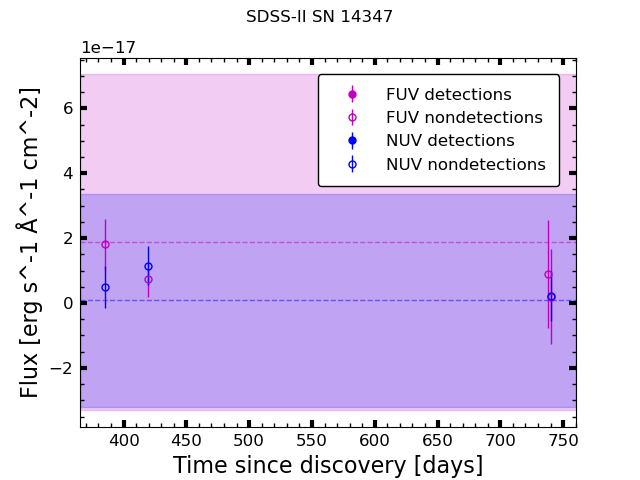 SDSS-II SN 14347
1e−17
FUV detections
FUV nondetections
NUV detections
NUV nondetections
6
4
2
0
−2
Flux [erg s^-1 Å^-1 cm^-2]
400 450 500 550 600 650 700 750
Time since discovery [days]